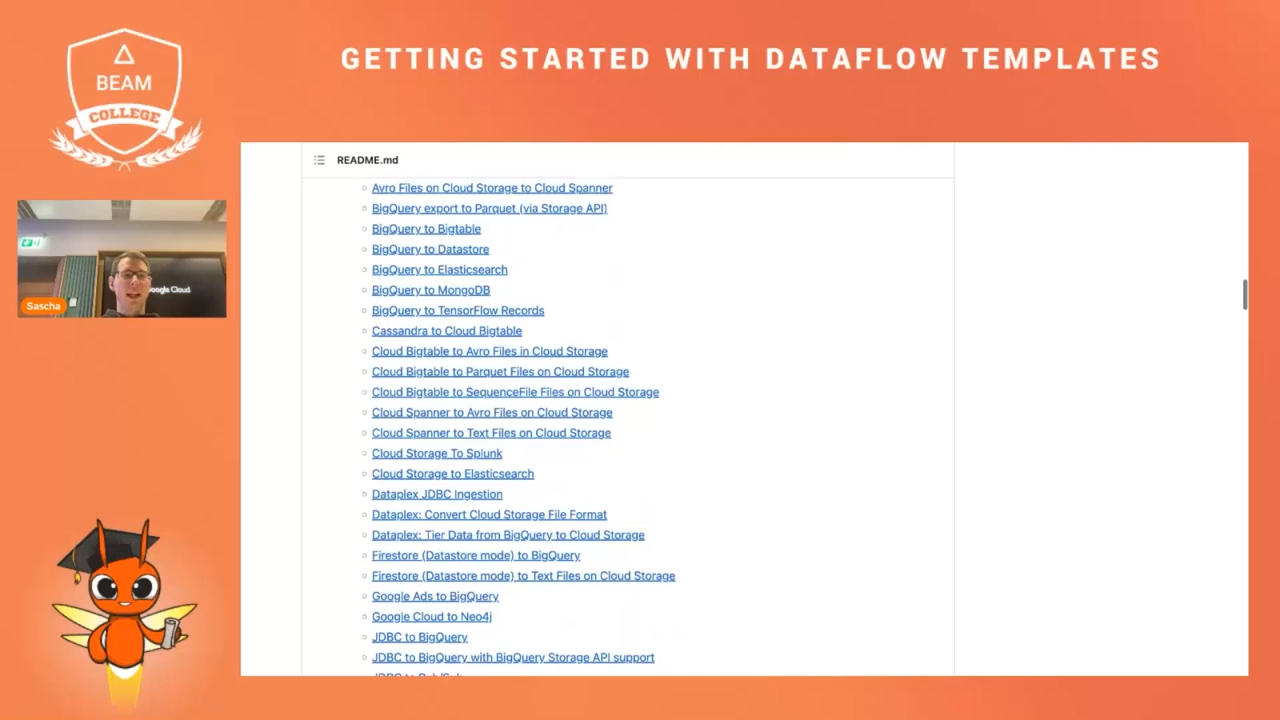 BEAM
COLLEGE
GETTING STARTED WITH DATAFLOW TEMPLATES
Google Cloud
Sascha
README.md
Avro Files on Cloud Storage to Cloud Spanner
BigQuery export to Parquet (via Storage API)
BigQuery to Bigtable
BigQuery to Datastore
BigQuery to Elasticsearch
BigQuery to MongoDB
BigQuery to TensorFlow Records
Cassandra to Cloud Bigtable
Cloud Bigtable to Avro Files in Cloud Storage
Cloud Bigtable to Parquet Files on Cloud Storage
Cloud Bigtable to SequenceFile Files on Cloud Storage
Cloud Spanner to Avro Files on Cloud Storage
Cloud Spanner to Text Files on Cloud Storage
Cloud Storage To Splunk
Cloud Storage to Elasticsearch
Dataplex JDBC Ingestion
Dataplex: Convert Cloud Storage File Format
Dataplex: Tier Data from BigQuery to Cloud Storage
Firestore (Datastore mode) to BigQuery
Firestore (Datastore mode) to Text Files on Cloud Storage
Google Ads to BigQuery
Google Cloud to Neo4j
JDBC to BigQuery
JDBC to BigQuery with BigQuery Storage API support
JDBC to Pub/Sub